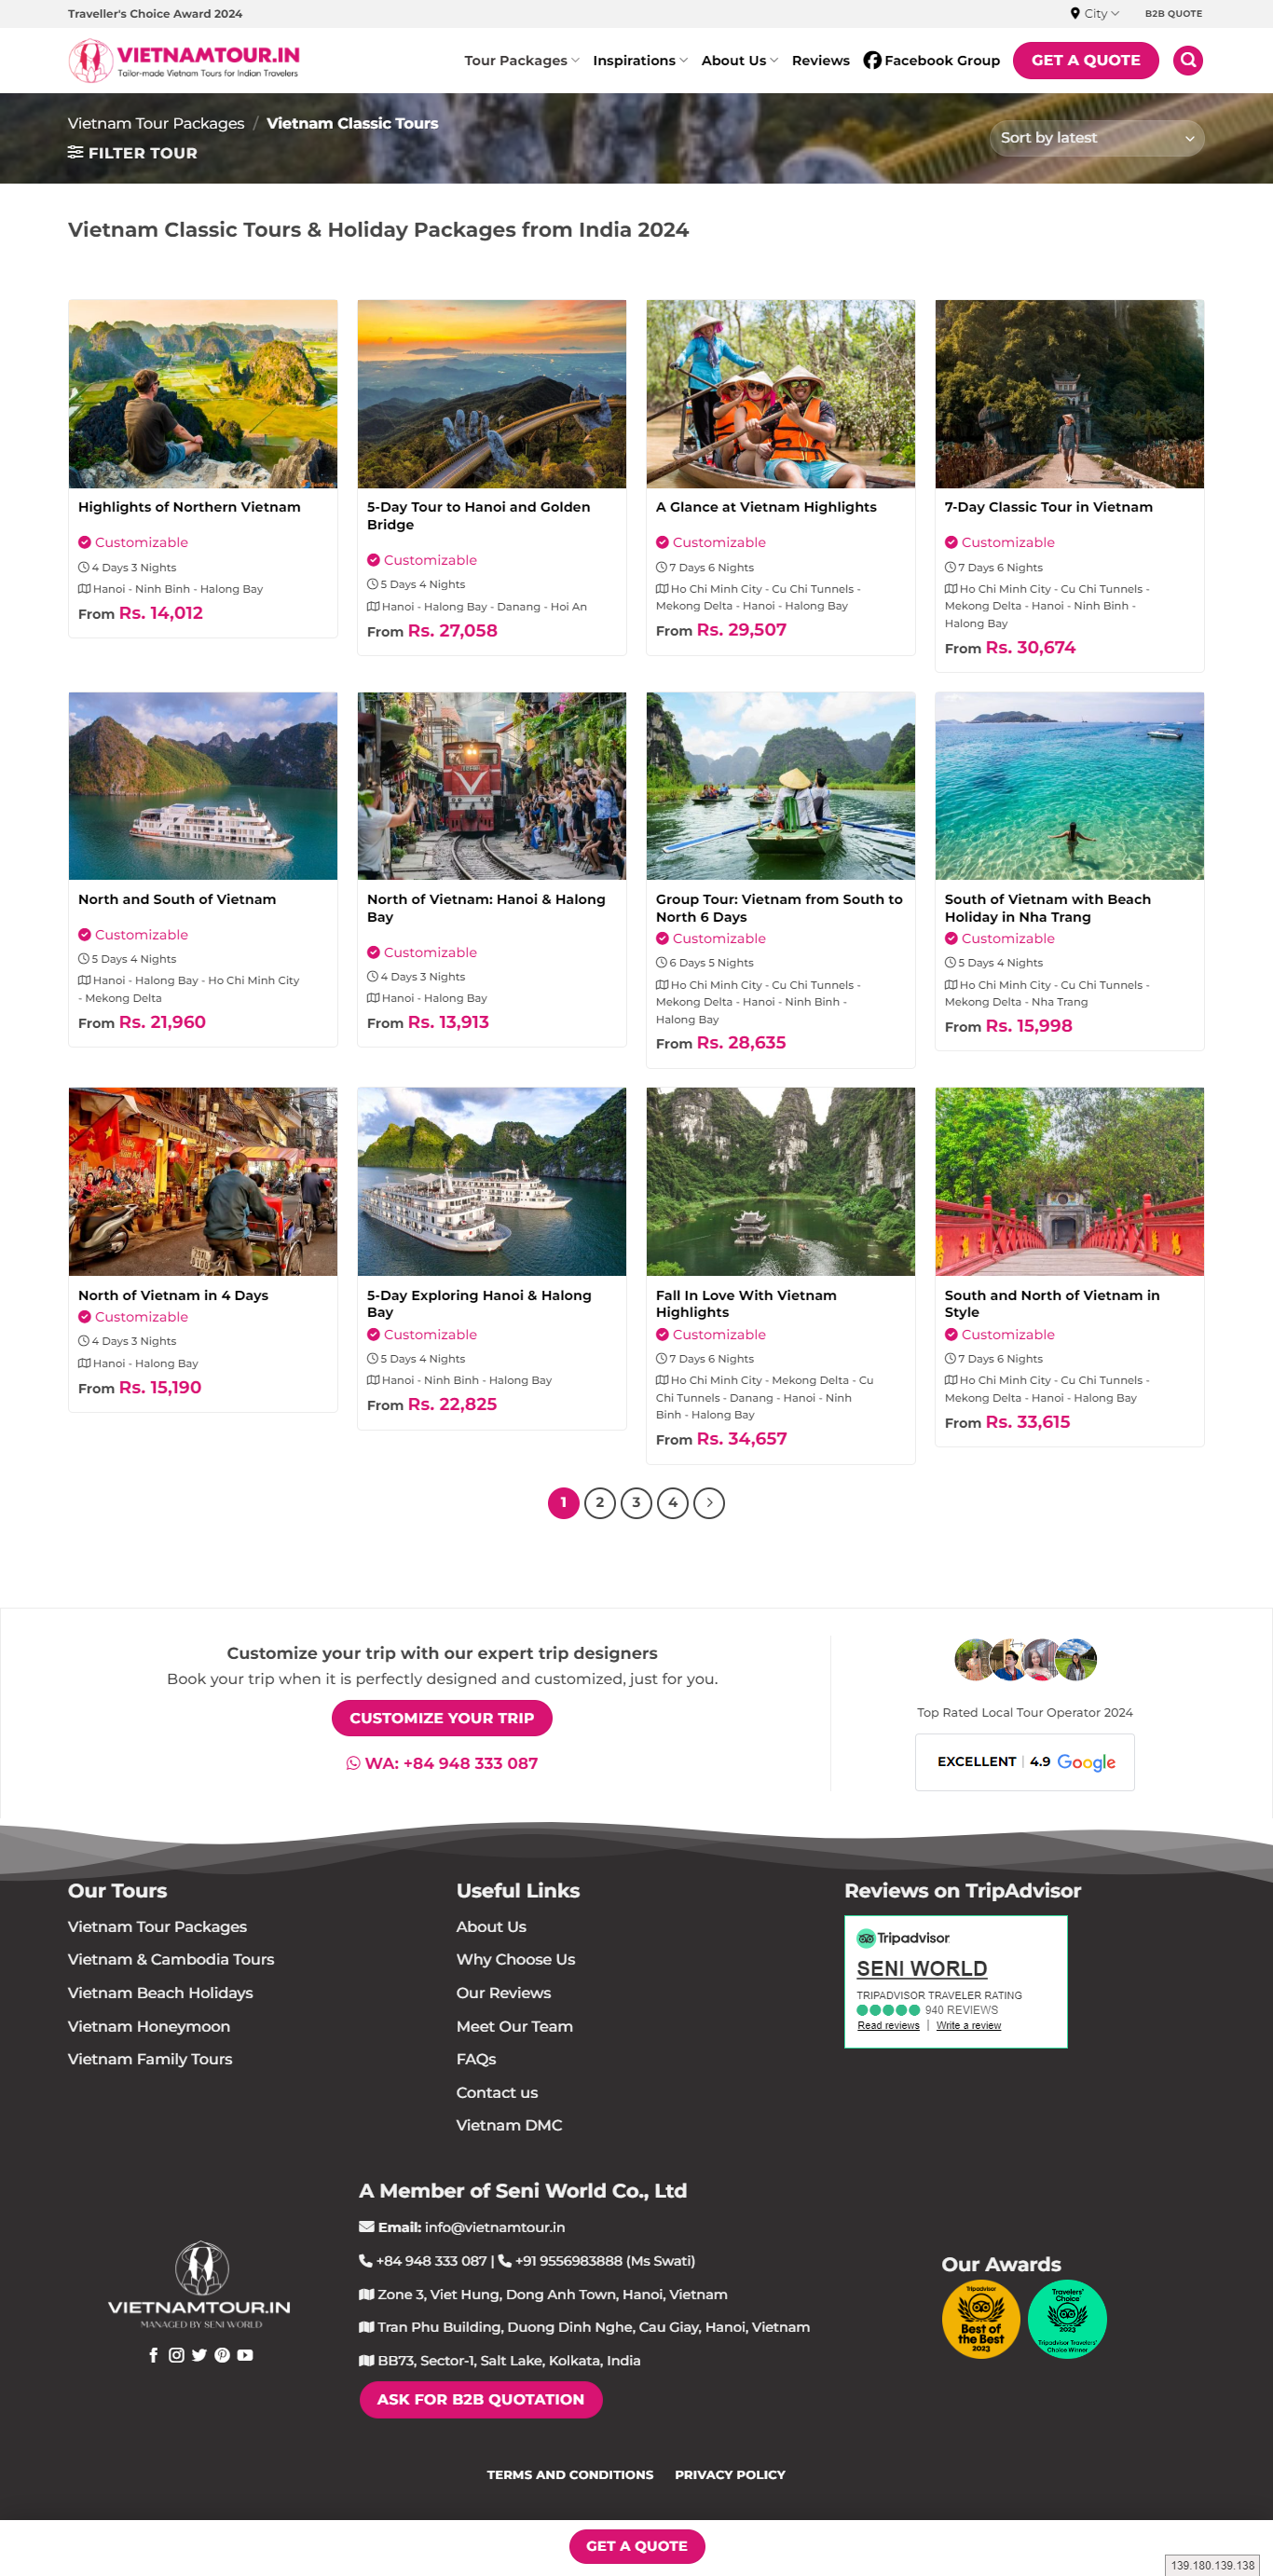 Traveller's Choice Award 2024
City
B2B QUOTE
VIETNAMTOUR.IN
Tailor-made Vietnam Tours for Indian Travelers
Tour Packages
Inspirations
About Us
Reviews
Facebook Group
GET A QUOTE
Vietnam Tour Packages / Vietnam Classic Tours
FILTER TOUR
Sort by latest
Vietnam Classic Tours & Holiday Packages from India 2024
Highlights of Northern Vietnam
Customizable
4 Days 3 Nights
Hanoi - Ninh Binh - Halong Bay
From Rs. 14,012
5-Day Tour to Hanoi and Golden
Bridge
Customizable
5 Days 4 Nights
Hanoi - Halong Bay - Danang - Hoi An
From Rs. 27,058
A Glance at Vietnam Highlights
Customizable
7 Days 6 Nights
Ho Chi Minh City - Cu Chi Tunnels -
Mekong Delta - Hanoi - Halong Bay
From Rs. 29,507
7-Day Classic Tour in Vietnam
Customizable
7 Days 6 Nights
Ho Chi Minh City - Cu Chi Tunnels -
Mekong Delta - Hanoi - Ninh Binh -
Halong Bay
From Rs. 30,674
North and South of Vietnam
Customizable
5 Days 4 Nights
Hanoi - Halong Bay - Ho Chi Minh City
- Mekong Delta
From Rs. 21,960
North of Vietnam: Hanoi & Halong
Bay
Customizable
4 Days 3 Nights
Hanoi - Halong Bay
From Rs. 13,913
Group Tour: Vietnam from South to
North 6 Days
Customizable
6 Days 5 Nights
Ho Chi Minh City - Cu Chi Tunnels -
Mekong Delta - Hanoi - Ninh Binh -
Halong Bay
From Rs. 28,635
South of Vietnam with Beach
Holiday in Nha Trang
Customizable
5 Days 4 Nights
Ho Chi Minh City - Cu Chi Tunnels -
Mekong Delta - Nha Trang
From Rs. 15,998
North of Vietnam in 4 Days
Customizable
4 Days 3 Nights
Hanoi - Halong Bay
From Rs. 15,190
5-Day Exploring Hanoi & Halong
Bay
Customizable
5 Days 4 Nights
Hanoi - Ninh Binh - Halong Bay
From Rs. 22,825
Fall In Love With Vietnam
Highlights
Customizable
7 Days 6 Nights
Ho Chi Minh City - Mekong Delta - Cu
Chi Tunnels - Danang - Hanoi - Ninh
Binh - Halong Bay
From Rs. 34,657
South and North of Vietnam in
Style
Customizable
7 Days 6 Nights
Ho Chi Minh City - Cu Chi Tunnels -
Mekong Delta - Hanoi - Halong Bay
From Rs. 33,615
1 2 3 4
Customize your trip with our expert trip designers
Book your trip when it is perfectly designed and customized, just for you.
CUSTOMIZE YOUR TRIP
WA: +84 948 333 087
Top Rated Local Tour Operator 2024
EXCELLENT | 4.9 Google
Our Tours
Vietnam Tour Packages
Vietnam & Cambodia Tours
Vietnam Beach Holidays
Vietnam Honeymoon
Vietnam Family Tours
Useful Links
About Us
Why Choose Us
Our Reviews
Meet Our Team
FAQs
Contact us
Vietnam DMC
Reviews on TripAdvisor
Tripadvisor
SENI WORLD
TRIPADVISOR TRAVELER RATING
940 REVIEWS
Read reviews | Write a review
VIETNAMTOUR.IN
MANAGED BY SENI WORLD
A Member of Seni World Co., Ltd
Email: info@vietnamtour.in
+84 948 333 087 | +91 9556983888 (Ms Swati)
Zone 3, Viet Hung, Dong Anh Town, Hanoi, Vietnam
Tran Phu Building, Duong Dinh Nghe, Cau Giay, Hanoi, Vietnam
BB73, Sector-1, Salt Lake, Kolkata, India
ASK FOR B2B QUOTATION
Our Awards
Tripadvisor
Best of
the Best
2023
Travelers'
Choice
2023
Tripadvisor Travelers'
Choice Winner
TERMS AND CONDITIONS
PRIVACY POLICY
GET A QUOTE
139.180.139.138